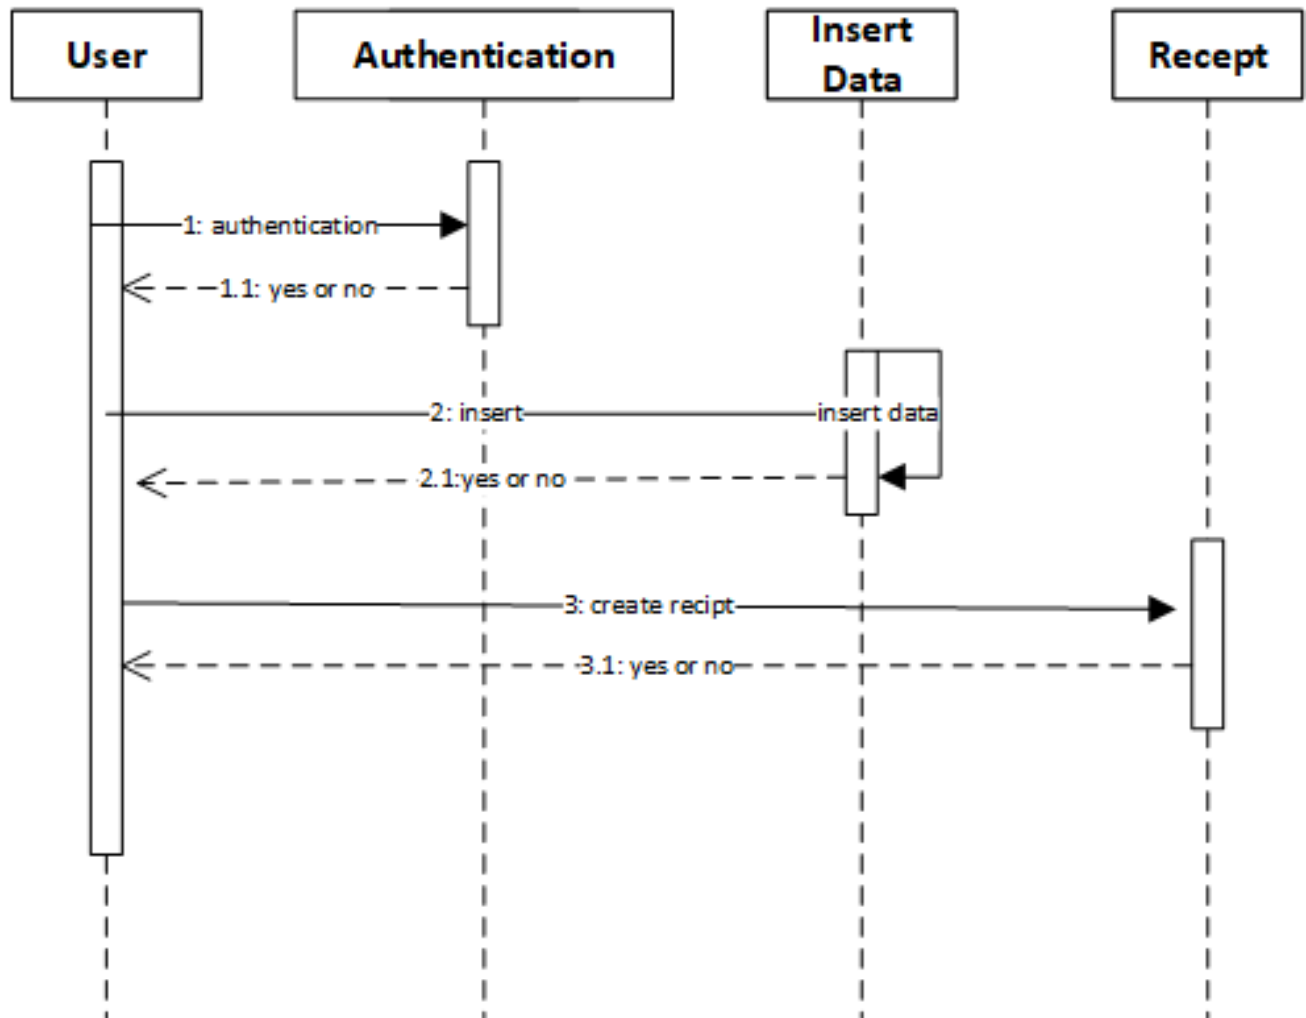 User
Authentication
Insert
Data
Recept
1: authentication
1.1: yes or no
2: insert
insert data
2.1:yes or no
3: create recipt
3.1: yes or no